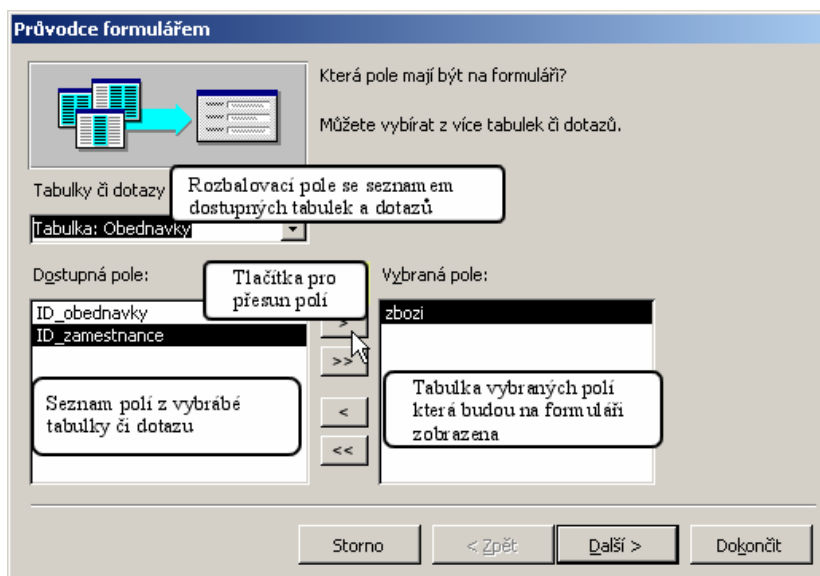 Průvodce formulářem
Která pole mají být na formuláři?
Můžete vybírat z více tabulek či dotazů.
Tabulky či dotazy
Rozbalovací pole se seznamem
dostupných tabulek a dotazů
Tabulka: Obednavky
Dostupná pole:
Tlačítka pro
přesun polí
Vybraná pole:
ID_obednavky
ID_zamestnance
zbozi
>
>>
<
<<
Seznam polí z vybrábé
tabulky či dotazu
Tabulka vybraných polí
která budou na formuláři
zobrazena
Storno
< Zpět
Další >
Dokončit